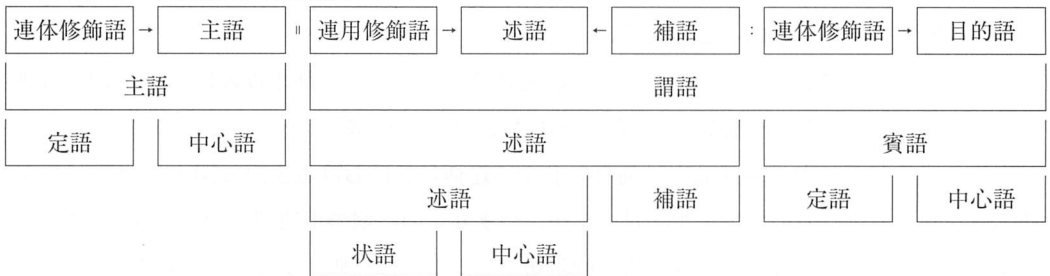 連体修飾語 → 主語 ॥ 連用修飾語 → 述語 ← 補語 : 連体修飾語 → 目的語
主語 謂語
定語 中心語 述語 賓語
述語 補語 定語 中心語
状語 中心語